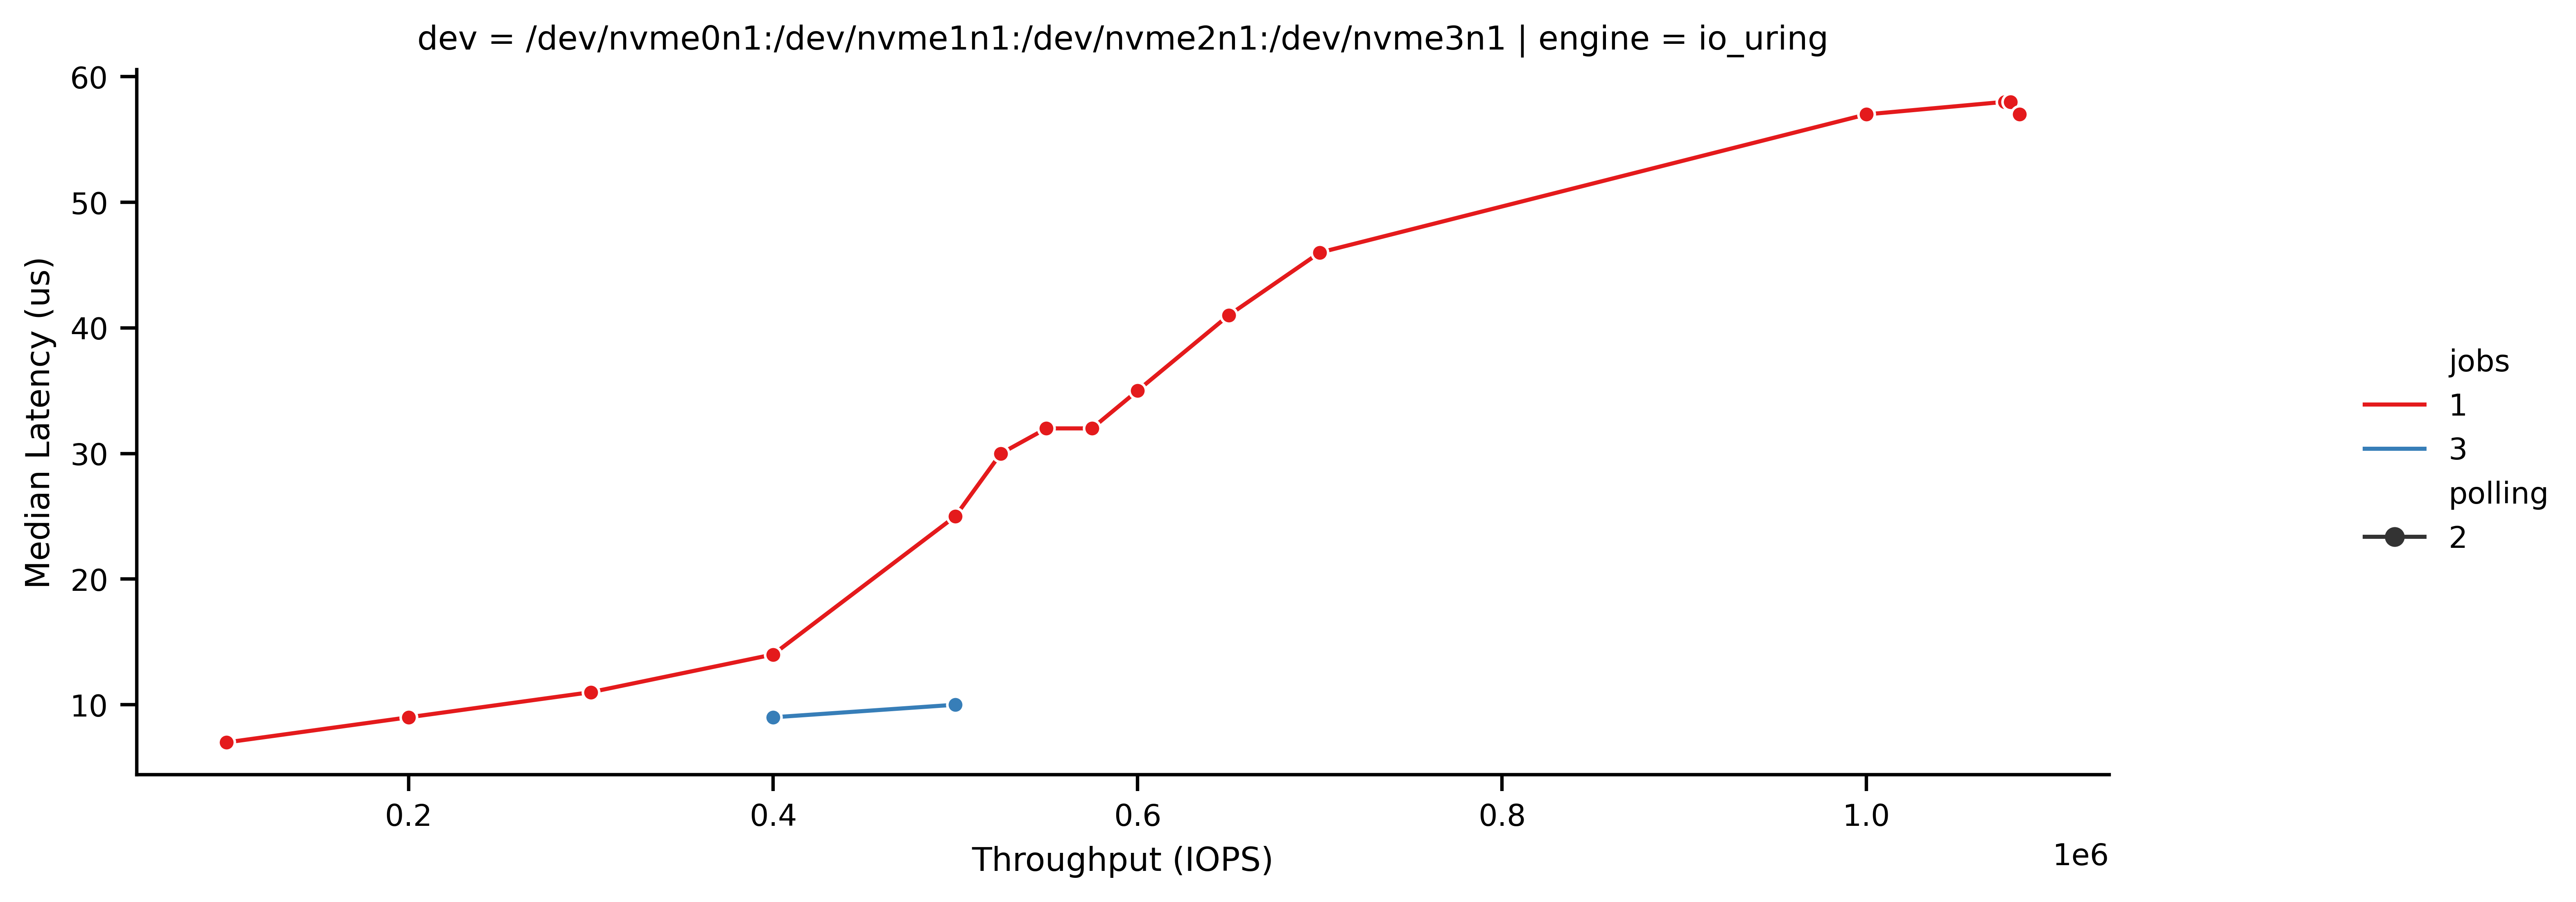 dev = /dev/nvme0n1:/dev/nvme1n1:/dev/nvme2n1:/dev/nvme3n1 | engine = io_uring
60
50
40
30
20
10
Median Latency (us)
0.2 0.4 0.6 0.8 1.0
1e6
Throughput (IOPS)
jobs
1
3
polling
2